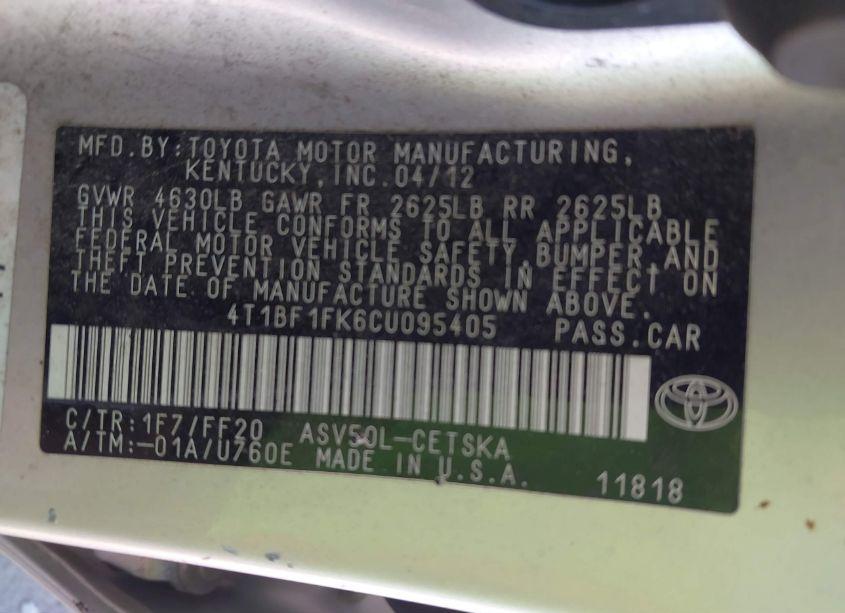 MFD.BY:TOYOTA MOTOR MANUFACTURING,
KENTUCKY,INC.04/12
GVWR 4630LB GAWR FR 2625LB RR 2625LB
THIS VEHICLE CONFORMS TO ALL APPLICABLE
FEDERAL MOTOR VEHICLE SAFETY,BUMPER,AND
THEFT PREVENTION STANDARDS IN EFFECT ON
THE DATE OF MANUFACTURE SHOWN ABOVE.
4T1BF1FK6CU095405 PASS.CAR
C/TR:1F7/FF20 ASV50L-CETSKA
A/TM:-01A/U760E MADE IN U.S.A.
11818